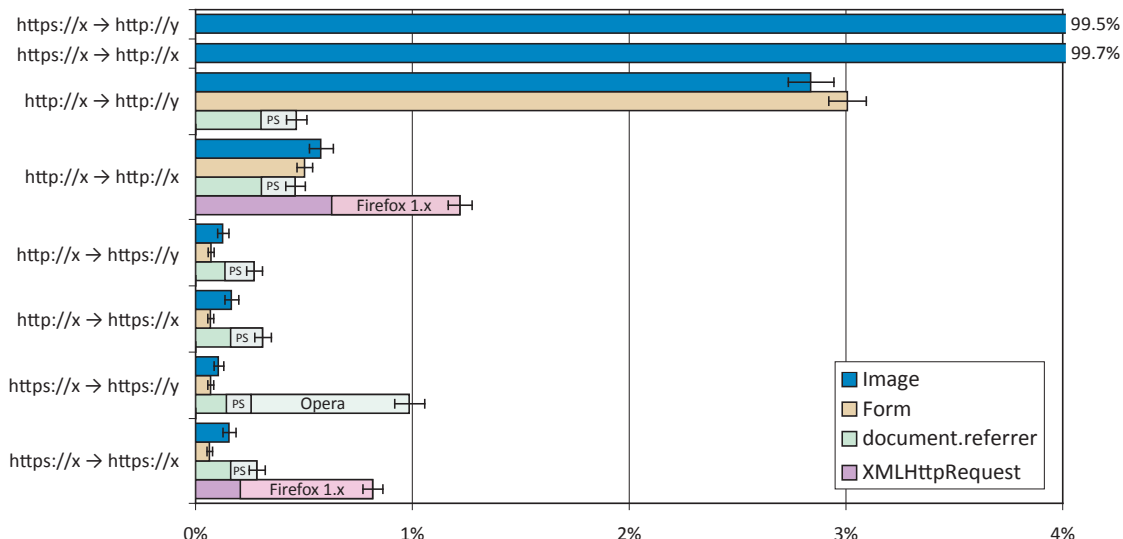 https://x → http://y
99.5%
https://x → http://x
99.7%
http://x → http://y
PS
http://x → http://x
PS
Firefox 1.x
http://x → https://y
PS
http://x → https://x
PS
https://x → https://y
PS
Opera
https://x → https://x
PS
Firefox 1.x
Image
Form
document.referrer
XMLHttpRequest
0%
1%
2%
3%
4%